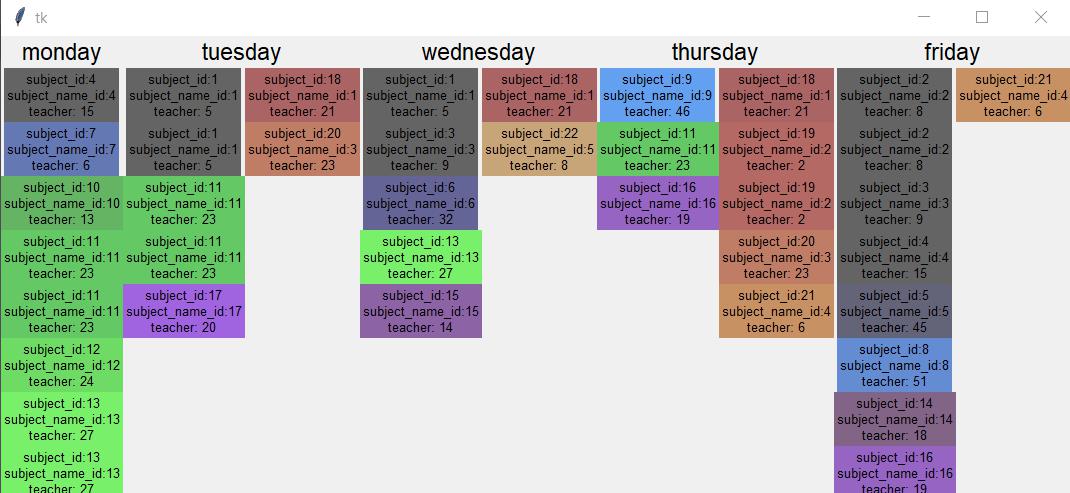 tk
monday tuesday wednesday thursday friday
subject_id:4 subject_id:1 subject_id:18 subject_id:1 subject_id:18 subject_id:9 subject_id:18 subject_id:2 subject_id:21
subject_name_id:4 subject_name_id:1 subject_name_id:1 subject_name_id:1 subject_name_id:1 subject_name_id:9 subject_name_id:1 subject_name_id:2 subject_name_id:4
teacher: 15 teacher: 5 teacher: 21 teacher: 5 teacher: 21 teacher: 46 teacher: 21 teacher: 8 teacher: 6
subject_id:7 subject_id:1 subject_id:20 subject_id:3 subject_id:22 subject_id:11 subject_id:19 subject_id:2
subject_name_id:7 subject_name_id:1 subject_name_id:3 subject_name_id:3 subject_name_id:5 subject_name_id:11 subject_name_id:2 subject_name_id:2
teacher: 6 teacher: 5 teacher: 23 teacher: 9 teacher: 8 teacher: 23 teacher: 2 teacher: 8
subject_id:10 subject_id:11 subject_id:6 subject_id:16 subject_id:19 subject_id:3
subject_name_id:10 subject_name_id:11 subject_name_id:6 subject_name_id:16 subject_name_id:2 subject_name_id:3
teacher: 13 teacher: 23 teacher: 32 teacher: 19 teacher: 2 teacher: 9
subject_id:11 subject_id:11 subject_id:13 subject_id:20 subject_id:4
subject_name_id:11 subject_name_id:11 subject_name_id:13 subject_name_id:3 subject_name_id:4
teacher: 23 teacher: 23 teacher: 27 teacher: 23 teacher: 15
subject_id:11 subject_id:17 subject_id:15 subject_id:21 subject_id:5
subject_name_id:11 subject_name_id:17 subject_name_id:15 subject_name_id:4 subject_name_id:5
teacher: 23 teacher: 20 teacher: 14 teacher: 6 teacher: 45
subject_id:12 subject_id:8
subject_name_id:12 subject_name_id:8
teacher: 24 teacher: 51
subject_id:13 subject_id:14
subject_name_id:13 subject_name_id:14
teacher: 27 teacher: 18
subject_id:13 subject_id:16
subject_name_id:13 subject_name_id:16
teacher: 27 teacher: 19